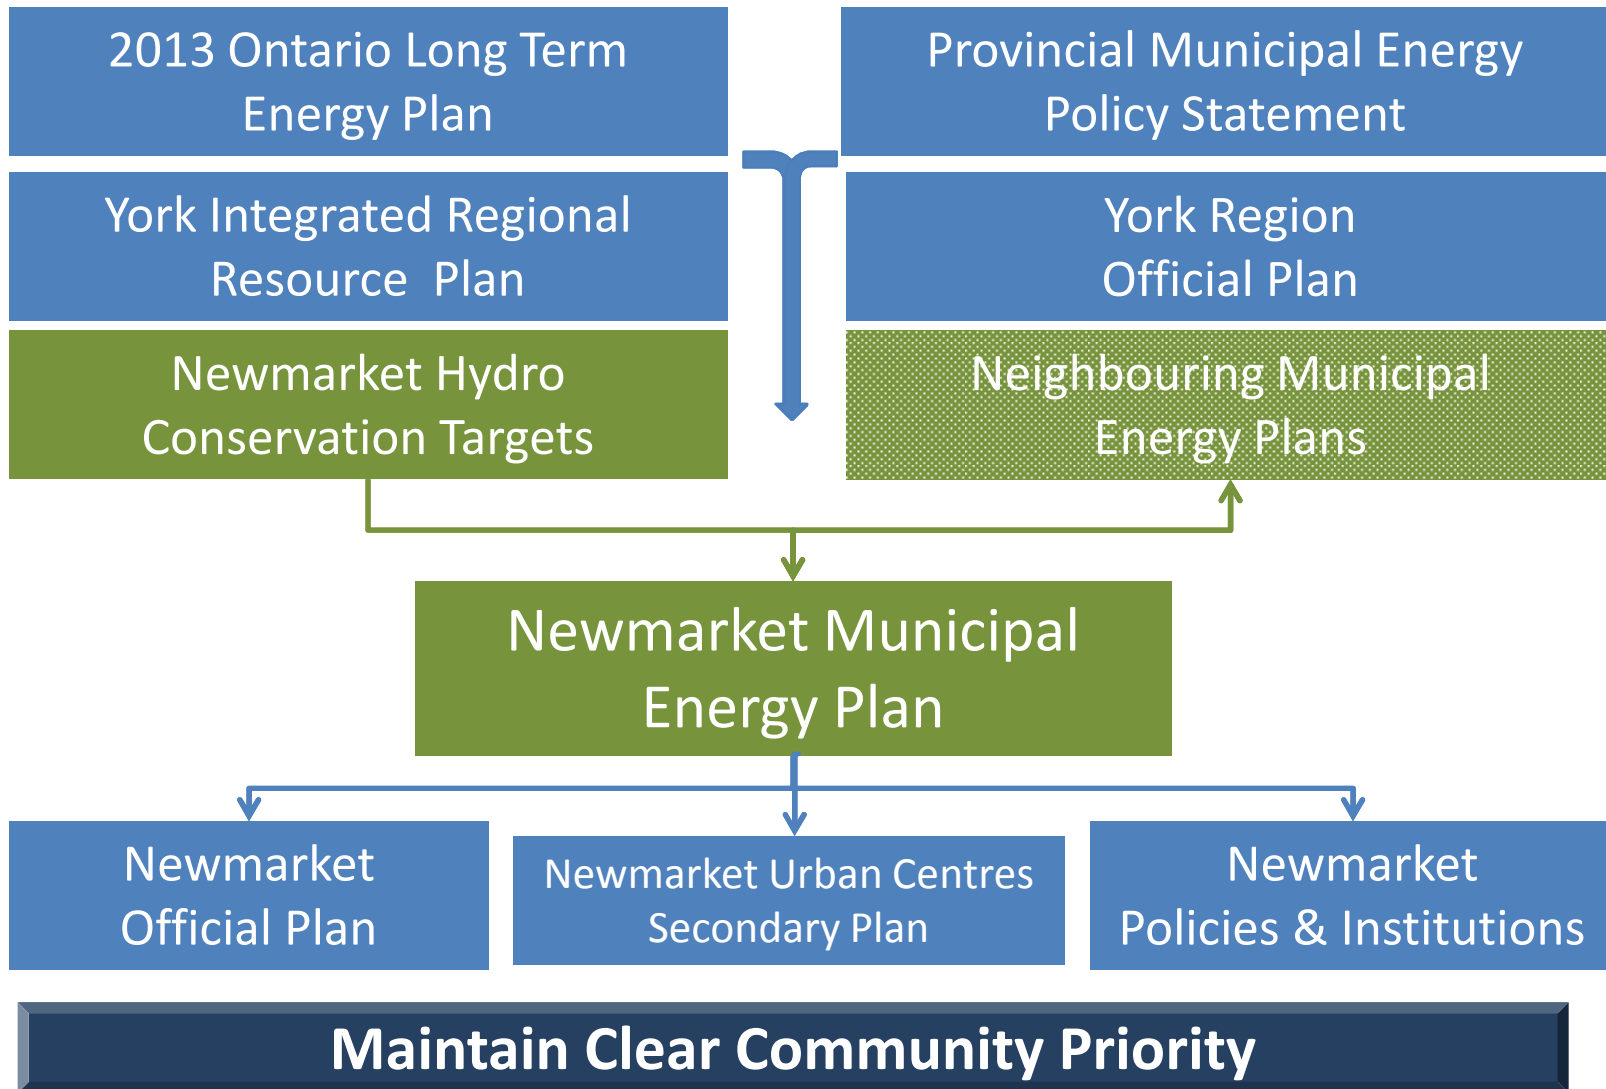 2013 Ontario Long Term
Energy Plan
Provincial Municipal Energy
Policy Statement
York Integrated Regional
Resource Plan
York Region
Official Plan
Newmarket Hydro
Conservation Targets
Neighbouring Municipal
Energy Plans
Newmarket Municipal
Energy Plan
Newmarket
Official Plan
Newmarket Urban Centres
Secondary Plan
Newmarket
Policies & Institutions
Maintain Clear Community Priority